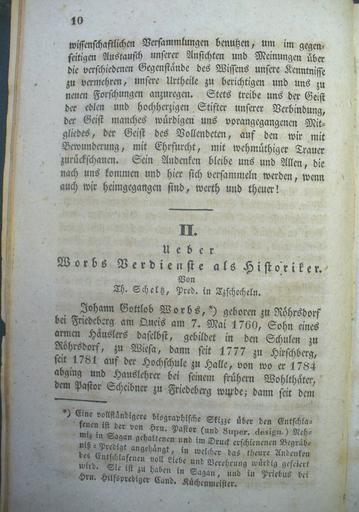 10
wissenschaftlichen Versammlungen benutzen, um im gegen-
seitigen Austausch unserer Ansichten und Meinungen über
die verschiedenen Gegenstände des Wissens unsere Kenntnisse
zu vermehren, unsere Urtheile zu berichtigen und uns zu
neuen Forschungen anzuregen. Stets treibe uns der Geist
der edlen und hochherzigen Stifter unserer Verbindung,
der Geist manches würdigen uns vorangegangenen Mit-
gliedes, der Geist des Vollendeten, auf den wir mit
Bewunderung, mit Ehrfurcht, mit wehmüthiger Trauer
zurückschauen. Sein Andenken bleibe uns und Allen, die
nach uns kommen und hier sich versammeln werden, wenn
auch wir heimgegangen sind, werth und theuer!
II.
Ueber
Worbs Verdienste als Historiker.
Von
Th. Scheltz, Pred. in Tzschecheln.
Johann Gottlob Worbs,*) geboren zu Röhrsdorf
bei Friedeberg am Queis am 7. Mai 1760, Sohn eines
armen Häuslers daselbst, gebildet in den Schulen zu
Röhrsdorf, zu Wiesa, dann seit 1777 zu Hirschberg,
seit 1781 auf der Hochschule zu Halle, von wo er 1784
abging und Hauslehrer bei seinem frühern Wohlthäter,
dem Pastor Scheibner zu Friedeberg wurde; dann seit dem
*) Eine vollständigere biographische Skizze über den Entschla-
fenen ist der von Hrn. Pastor (und Super. design.) Neh-
miz in Sagan gehaltenen und im Druck erschienenen Begräb-
niß-Predigt angehängt, in welcher das theure Andenken
des Entschlafenen voll Liebe und Verehrung würdig gefeiert
wird. Sie ist zu haben in Sagan, und in Priebus bei
Hrn. Hilfsprediger Cand. Küchenmeister.